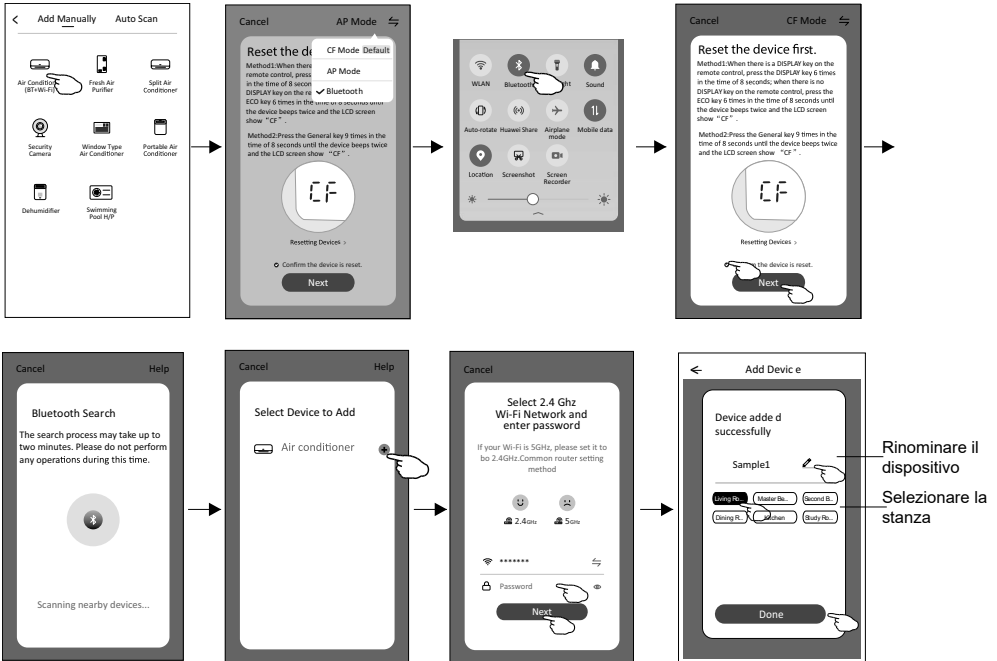 Add Manually Auto Scan
Air Condition
(BT+Wi-Fi)
Fresh Air
Purifier
Split Air
Conditioner
Security
Camera
Window Type
Air Conditioner
Portable Air
Conditioner
Dehumidifier
Swimming
Pool H/P
Cancel AP Mode
Reset the de
CF Mode Default
AP Mode
Bluetooth
Method1:When there
remote control, press
in the time of 8 secon
DISPLAY key on the re
ECO key 6 times in the time of 8 seconds until
the device beeps twice and the LCD screen
show “CF”.
Method2:Press the General key 9 times in the
time of 8 seconds until the device beeps twice
and the LCD screen show “CF”.
CF
Resetting Devices >
Confirm the device is reset.
Next
WLAN
Bluetooth
ht
Sound
Auto-rotate
Huawei Share
Airplane
mode
Mobile data
Location
Screenshot
Screen
Recorder
Cancel CF Mode
Reset the device first.
Method1:When there is a DISPLAY key on the
remote control, press the DISPLAY key 6 times
in the time of 8 seconds; when there is no
DISPLAY key on the remote control, press the
ECO key 6 times in the time of 8 seconds until
the device beeps twice and the LCD screen
show “CF”.
Method2:Press the General key 9 times in the
time of 8 seconds until the device beeps twice
and the LCD screen show “CF”.
CF
Resetting Devices >
m the device is reset.
Next
Cancel Help
Bluetooth Search
The search process may take up to
two minutes. Please do not perform
any operations during this time.
Scanning nearby devices...
Cancel Help
Select Device to Add
Air conditioner
Cancel
Select 2.4 Ghz
Wi-Fi Network and
enter password
If your Wi-Fi is 5GHz, please set it to
bo 2.4GHz.Common router setting
method
2.4GHz 5GHz
*******
Password
Next
Add Devic e
Device adde d
successfully
Sample1
Living Ro... Master Be... Second B...
Dining R... Kitchen Study Ro...
Done
Rinominare il
dispositivo
Selezionare la
stanza